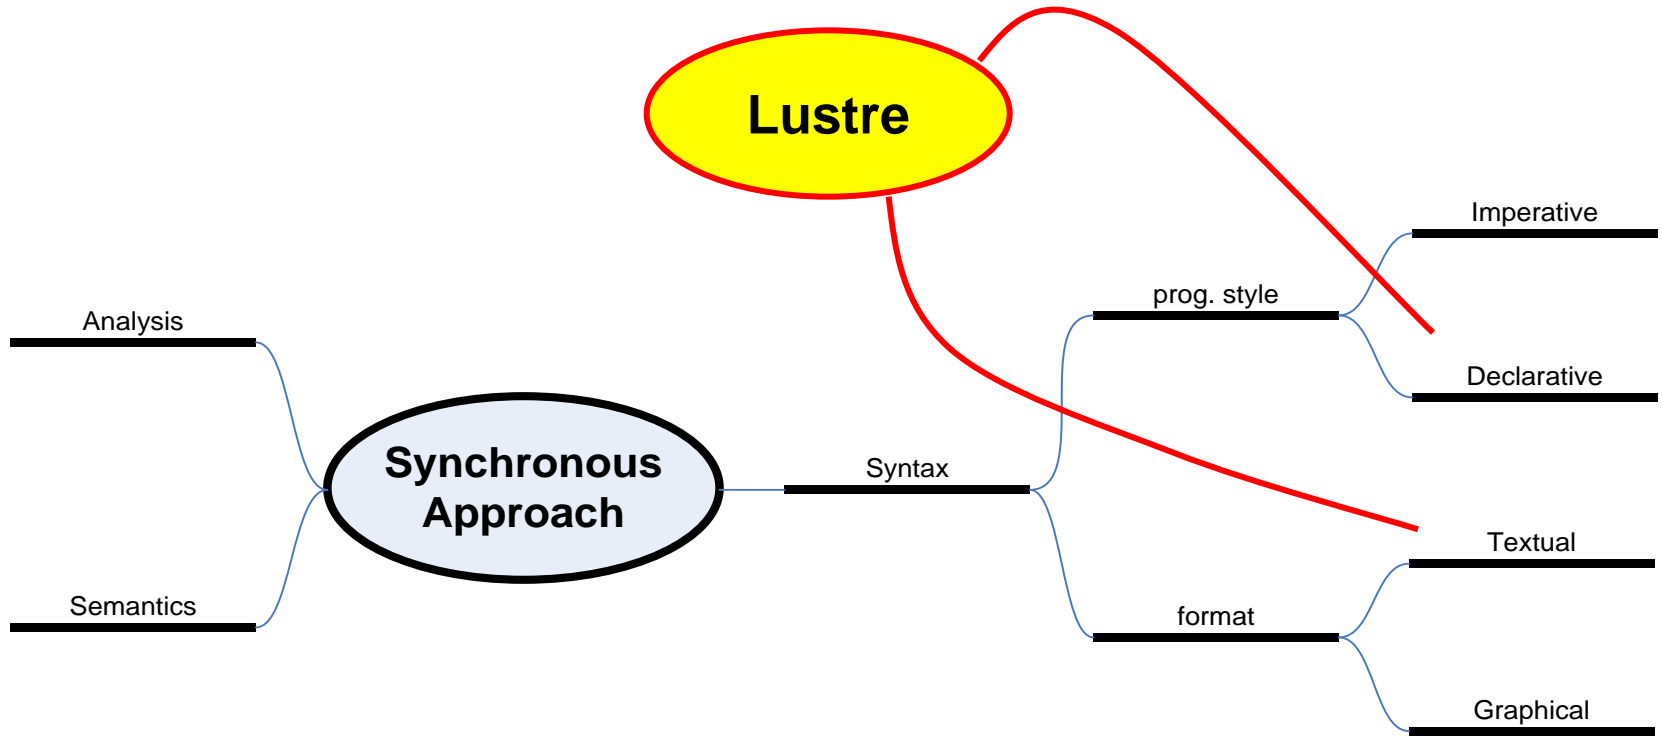 Lustre
Imperative
prog. style
Analysis
Declarative
Synchronous
Approach
Syntax
Textual
Semantics
format
Graphical